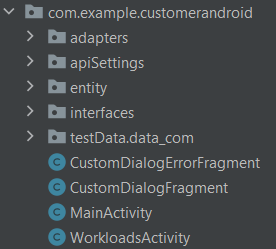 com.example.customerandroid
adapters
apiSettings
entity
interfaces
testData.data_com
CustomDialogErrorFragment
CustomDialogFragment
MainActivity
WorkloadsActivity